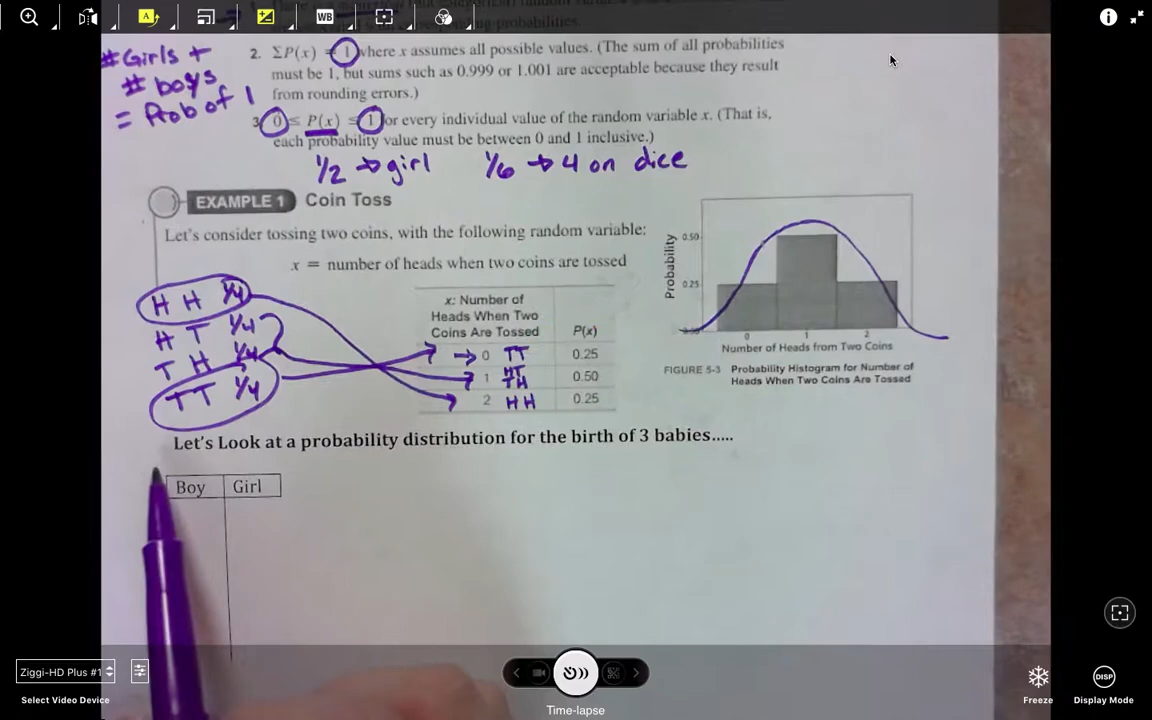 WB
2. ΣP(x) = 1 where x assumes all possible values. (The sum of all probabilities
must be 1, but sums such as 0.999 or 1.001 are acceptable because they result
from rounding errors.)
#Girls +
# boys
= Prob of 1
3. 0 ≤ P(x) ≤ 1 for every individual value of the random variable x. (That is,
each probability value must be between 0 and 1 inclusive.)
1/2 → girl 1/6 → 4 on dice
EXAMPLE 1 Coin Toss
Let's consider tossing two coins, with the following random variable:
x = number of heads when two coins are tossed
H H 1/4
H T 1/4
T H 1/4
TT 1/4
x: Number of
Heads When Two
Coins Are Tossed P(x)
→ 0 TT 0.25
1 HT TH 0.50
2 HH 0.25
Probability
0.50
0.25
0.00
0 1 2
Number of Heads from Two Coins
FIGURE 5-3 Probability Histogram for Number of
Heads When Two Coins Are Tossed
Let's Look at a probability distribution for the birth of 3 babies.....
Boy Girl
Ziggi-HD Plus #1
Select Video Device
Time-lapse
Freeze
DISP
Display Mode